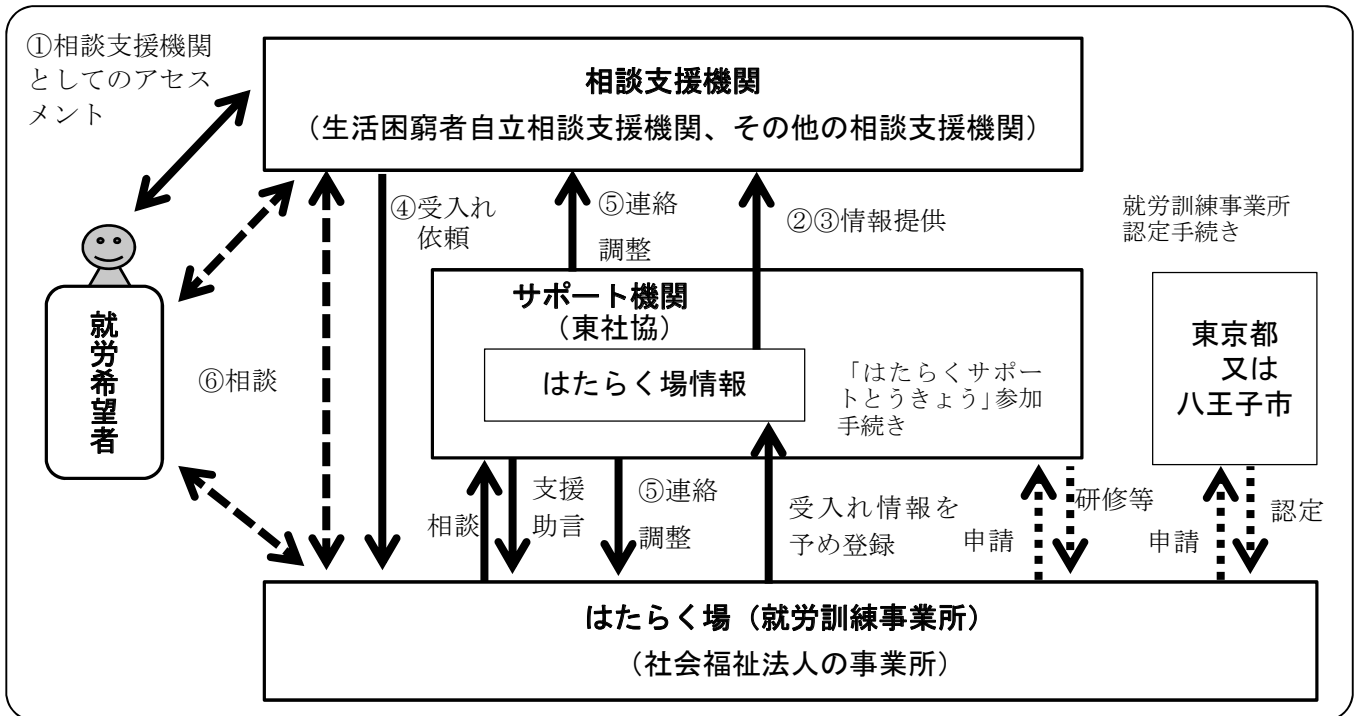 ①相談支援機関
としてのアセス
メント
相談支援機関
（生活困窮者自立相談支援機関、その他の相談支援機関）
④受入れ
依頼
⑤連絡
調整
②③情報提供
就労訓練事業所
認定手続き
サポート機関
（東社協）
はたらく場情報
「はたらくサポー
トとうきょう」参加
手続き
東京都
又は
八王子市
就労希望者
⑥相談
相談
支援
助言
⑤連絡
調整
受入れ情報を
予め登録
申請
研修等
申請
認定
はたらく場（就労訓練事業所）
（社会福祉法人の事業所）